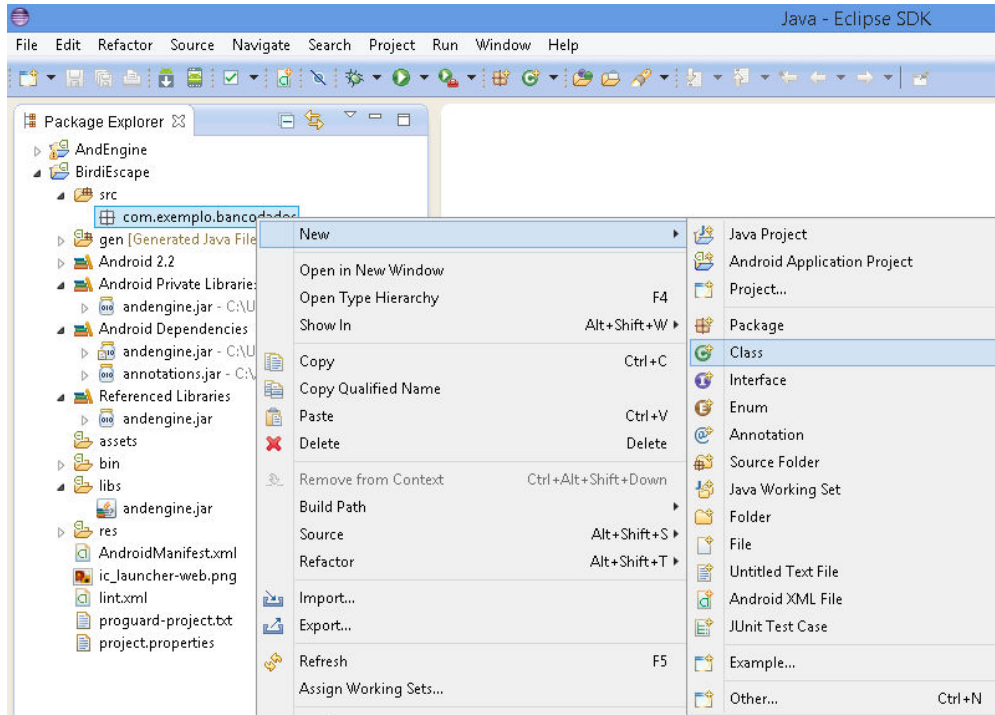 Java - Eclipse SDK
File Edit Refactor Source Navigate Search Project Run Window Help
Package Explorer
AndEngine
BirdiEscape
src
com.exemplo.bancodados
gen [Generated Java File
Android 2.2
Android Private Libraries
andengine.jar - C:\U
Android Dependencies
andengine.jar - C:\U
annotations.jar - C:\
Referenced Libraries
andengine.jar
assets
bin
libs
andengine.jar
res
AndroidManifest.xml
ic_launcher-web.png
lint.xml
proguard-project.txt
project.properties
New
Open in New Window
Open Type Hierarchy F4
Show In Alt+Shift+W
Copy Ctrl+C
Copy Qualified Name
Paste Ctrl+V
Delete Delete
Remove from Context Ctrl+Alt+Shift+Down
Build Path
Source Alt+Shift+S
Refactor Alt+Shift+T
Import...
Export...
Refresh F5
Assign Working Sets...
Java Project
Android Application Project
Project...
Package
Class
Interface
Enum
Annotation
Source Folder
Java Working Set
Folder
File
Untitled Text File
Android XML File
JUnit Test Case
Example...
Other... Ctrl+N